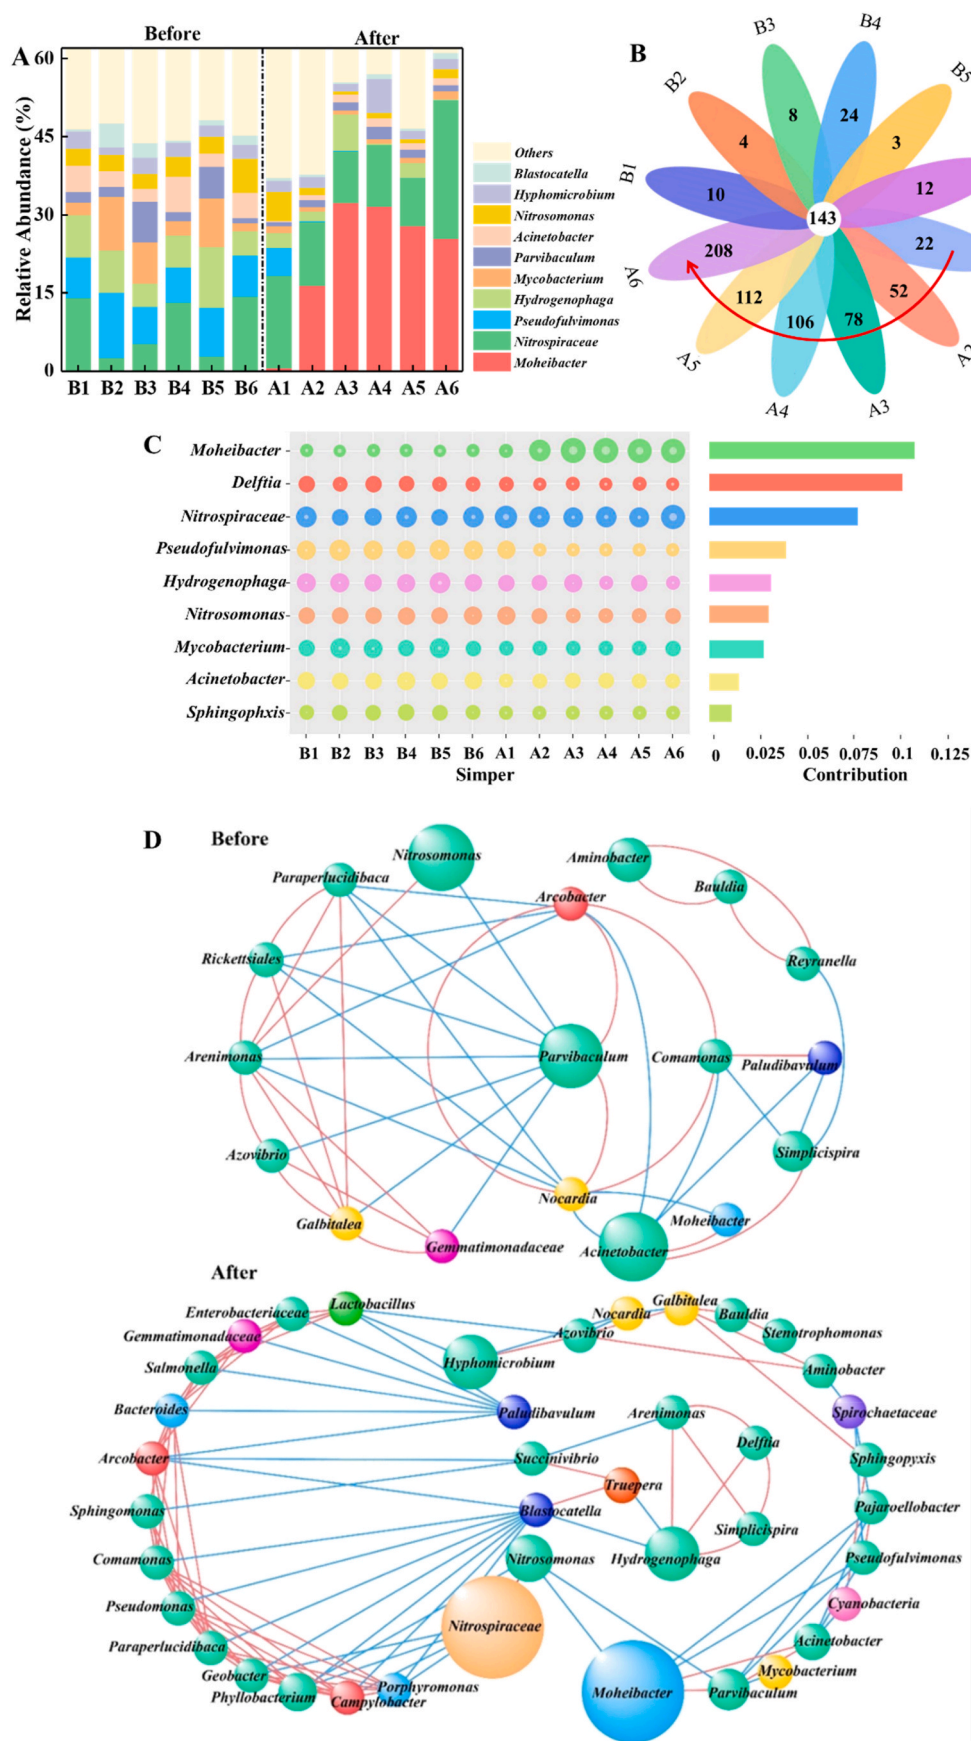 A
Before
After
Relative Abundance (%)
60
45
30
15
0
B1 B2 B3 B4 B5 B6 A1 A2 A3 A4 A5 A6
Others
Blastocatella
Hyphomicrobium
Nitrosomonas
Acinetobacter
Parvibaculum
Mycobacterium
Hydrogenophaga
Pseudofulvimonas
Nitrospiraceae
Moheibacter
B
B3
B4
B5
B2
B1
A6
A5
A4
A3
8
24
4
3
10
12
143
208
22
112
52
106
78
C
Moheibacter
Delftia
Nitrospiraceae
Pseudofulvimonas
Hydrogenophaga
Nitrosomonas
Mycobacterium
Acinetobacter
Sphingophxis
B1 B2 B3 B4 B5 B6 A1 A2 A3 A4 A5 A6
Simper
0 0.025 0.05 0.075 0.1 0.125
Contribution
D
Before
Nitrosomonas
Aminobacter
Paraperlucidibaca
Bauldia
Arcobacter
Rickettsiales
Reyranella
Arenimonas
Parvibaculum
Comamonas
Paludibavulum
Azovibrio
Simplicispira
Nocardia
Galbitalea
Moheibacter
Gemmatimonadaceae
Acinetobacter
After
Enterobacteriaceae
Lactobacillus
Nocardia
Galbitalea
Bauldia
Gemmatimonadaceae
Azovibrio
Stenotrophomonas
Salmonella
Hyphomicrobium
Aminobacter
Bacteroides
Paludibavulum
Arenimonas
Spirochaetaceae
Arcobacter
Succinivibrio
Delftia
Sphingopyxis
Truepera
Sphingomonas
Blastocatella
Pajaroellobacter
Simplicispira
Comamonas
Nitrosomonas
Hydrogenophaga
Pseudofulvimonas
Pseudomonas
Nitrospiraceae
Cyanobacteria
Paraperlucidibaca
Acinetobacter
Geobacter
Porphyromonas
Mycobacterium
Phyllobacterium
Campylobacter
Moheibacter
Parvibaculum